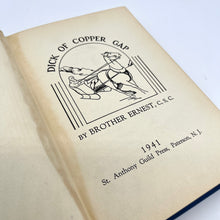 DICK OF COPPER GAP
BY BROTHER ERNEST, C.S.C.
1941
St. Anthony Guild Press, Paterson, N. J.